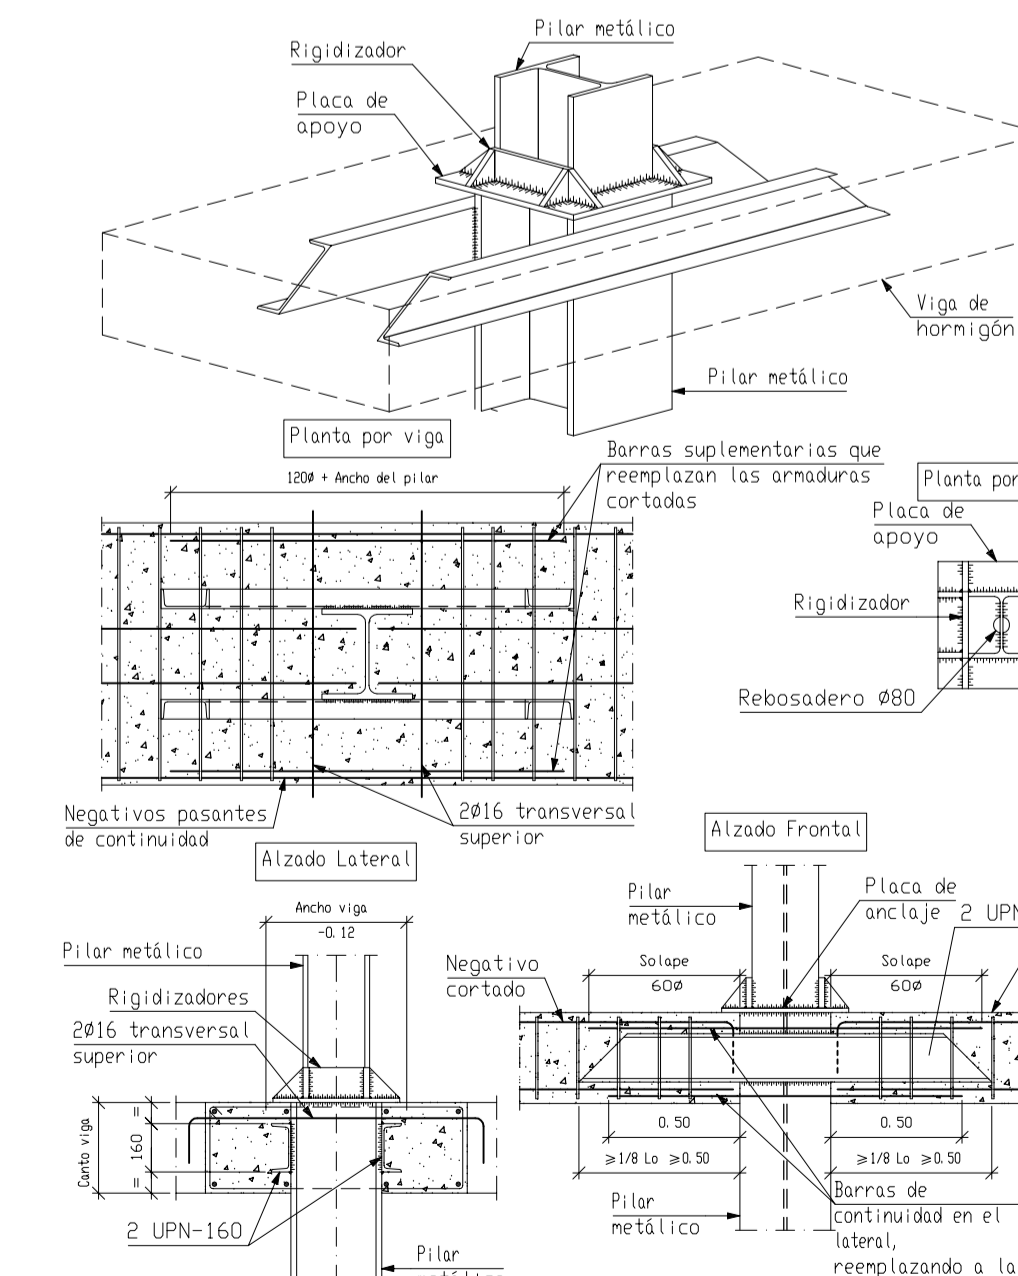 Pilar metálico
Rigidizador
Placa de
apoyo
Viga de
hormigón
Pilar metálico
Planta por viga
120ø + Ancho del pilar
Barras suplementarias que
reemplazan las armaduras
cortadas
Planta por
Placa de
apoyo
Rigidizador
Rebosadero Ø80
Negativos pasantes
de continuidad
2Ø16 transversal
superior
Alzado Lateral
Alzado Frontal
Ancho viga
-0.12
Pilar metálico
Rigidizadores
2Ø16 transversal
superior
Canto viga
= 160 =
2 UPN-160
Pilar
metálico
Pilar
metálico
Placa de
anclaje
2 UPN
Negativo
cortado
Solape
60ø
Solape
60ø
0.50
0.50
≥1/8 Lo ≥0.50
≥1/8 Lo ≥0.50
Pilar
metálico
Barras de
continuidad en el
lateral,
reemplazando a la